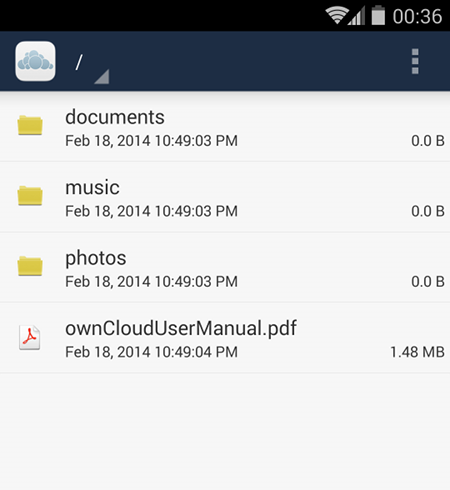 00:36
/
documents
Feb 18, 2014 10:49:03 PM 0.0 B
music
Feb 18, 2014 10:49:03 PM 0.0 B
photos
Feb 18, 2014 10:49:03 PM 0.0 B
ownCloudUserManual.pdf
Feb 18, 2014 10:49:04 PM 1.48 MB